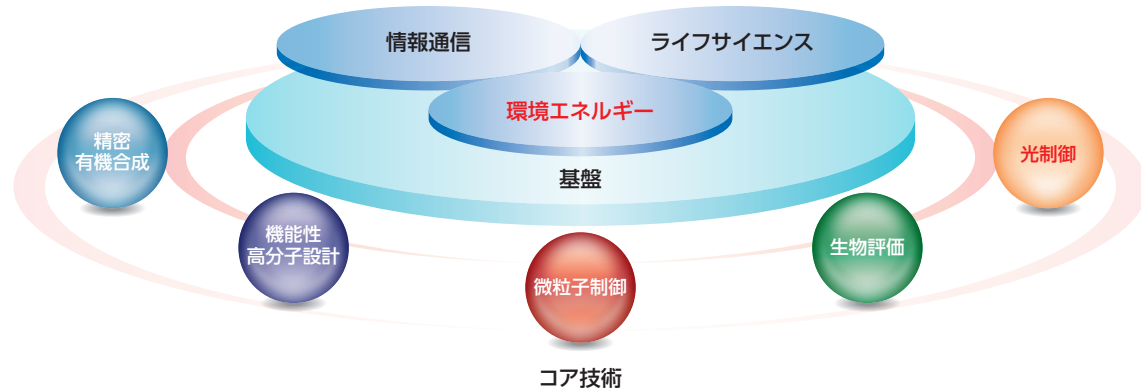 情報通信
ライフサイエンス
環境エネルギー
基盤
精密
有機合成
機能性
高分子設計
微粒子制御
生物評価
光制御
コア技術